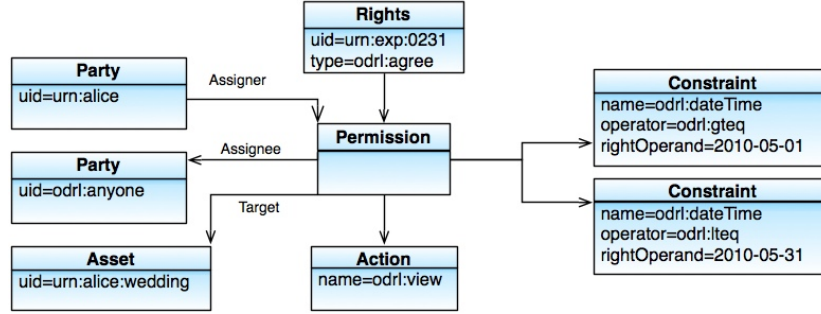 Rights
uid=urn:exp:0231
type=odrl:agree
Party
uid=urn:alice
Assigner
Permission
Constraint
name=odrl:dateTime
operator=odrl:gteq
rightOperand=2010-05-01
Party
uid=odrl:anyone
Assignee
Constraint
name=odrl:dateTime
operator=odrl:lteq
rightOperand=2010-05-31
Target
Asset
uid=urn:alice:wedding
Action
name=odrl:view